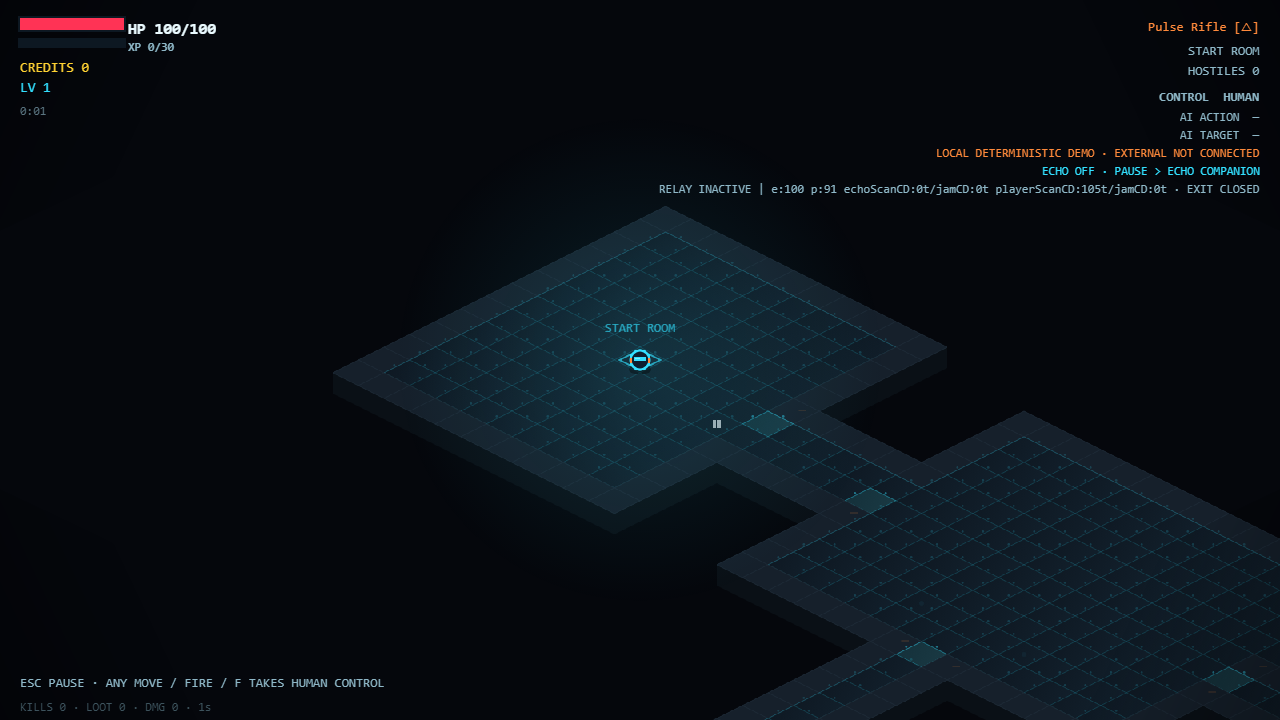 HP 100/100
XP 0/30
CREDITS 0
LV 1
0:01
Pulse Rifle [△]
START ROOM
HOSTILES 0
CONTROL HUMAN
AI ACTION —
AI TARGET —
LOCAL DETERMINISTIC DEMO · EXTERNAL NOT CONNECTED
ECHO OFF · PAUSE > ECHO COMPANION
RELAY INACTIVE | e:100 p:91 echoScanCD:0t/jamCD:0t playerScanCD:105t/jamCD:0t · EXIT CLOSED
START ROOM
ESC PAUSE · ANY MOVE / FIRE / F TAKES HUMAN CONTROL
KILLS 0 · LOOT 0 · DMG 0 · 1s